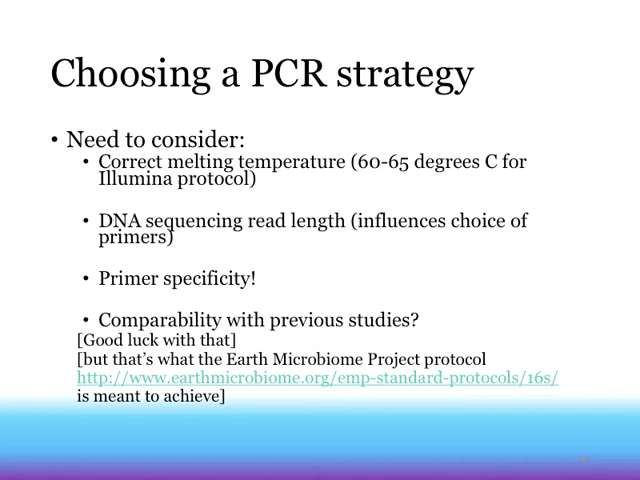 Choosing a PCR strategy
• Need to consider:
• Correct melting temperature (60-65 degrees C for
Illumina protocol)
• DNA sequencing read length (influences choice of
primers)
• Primer specificity!
• Comparability with previous studies?
[Good luck with that]
[but that's what the Earth Microbiome Project protocol
http://www.earthmicrobiome.org/emp-standard-protocols/16s/
is meant to achieve]